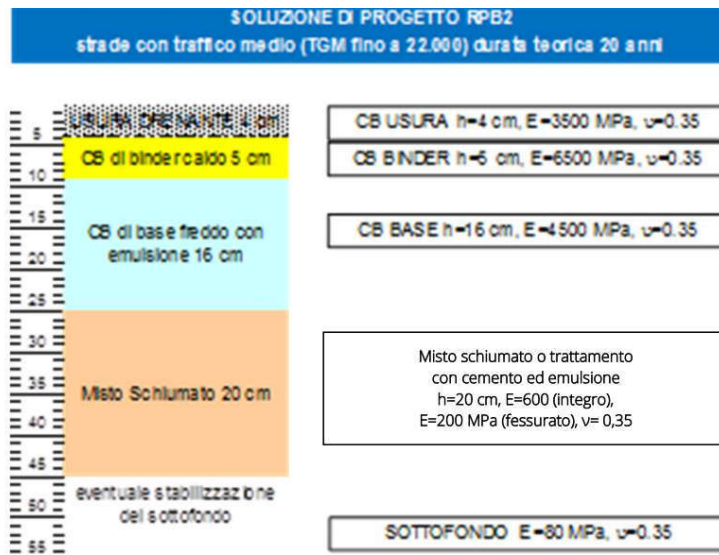 SOLUZIONE DI PROGETTO RPB2
strade con traffico medio (TGM fino a 22.000) durata teorica 20 anni
USURA DRENANTE 4 cm
CB USURA h=4 cm, E=3500 MPa, ν=0.35
5
CB di binder caldo 5 cm
CB BINDER h=5 cm, E=6500 MPa, ν=0.35
10
15
CB di base freddo con
emulsione 16 cm
CB BASE h=16 cm, E=4500 MPa, ν=0.35
20
25
30
Misto schiumato o trattamento
con cemento ed emulsione
h=20 cm, E=600 (integro),
E=200 MPa (fessurato), ν= 0,35
35
Misto Schiumato 20 cm
40
45
eventuale stabilizzazione
del sottofondo
50
SOTTOFONDO E=80 MPa, ν=0.35
55